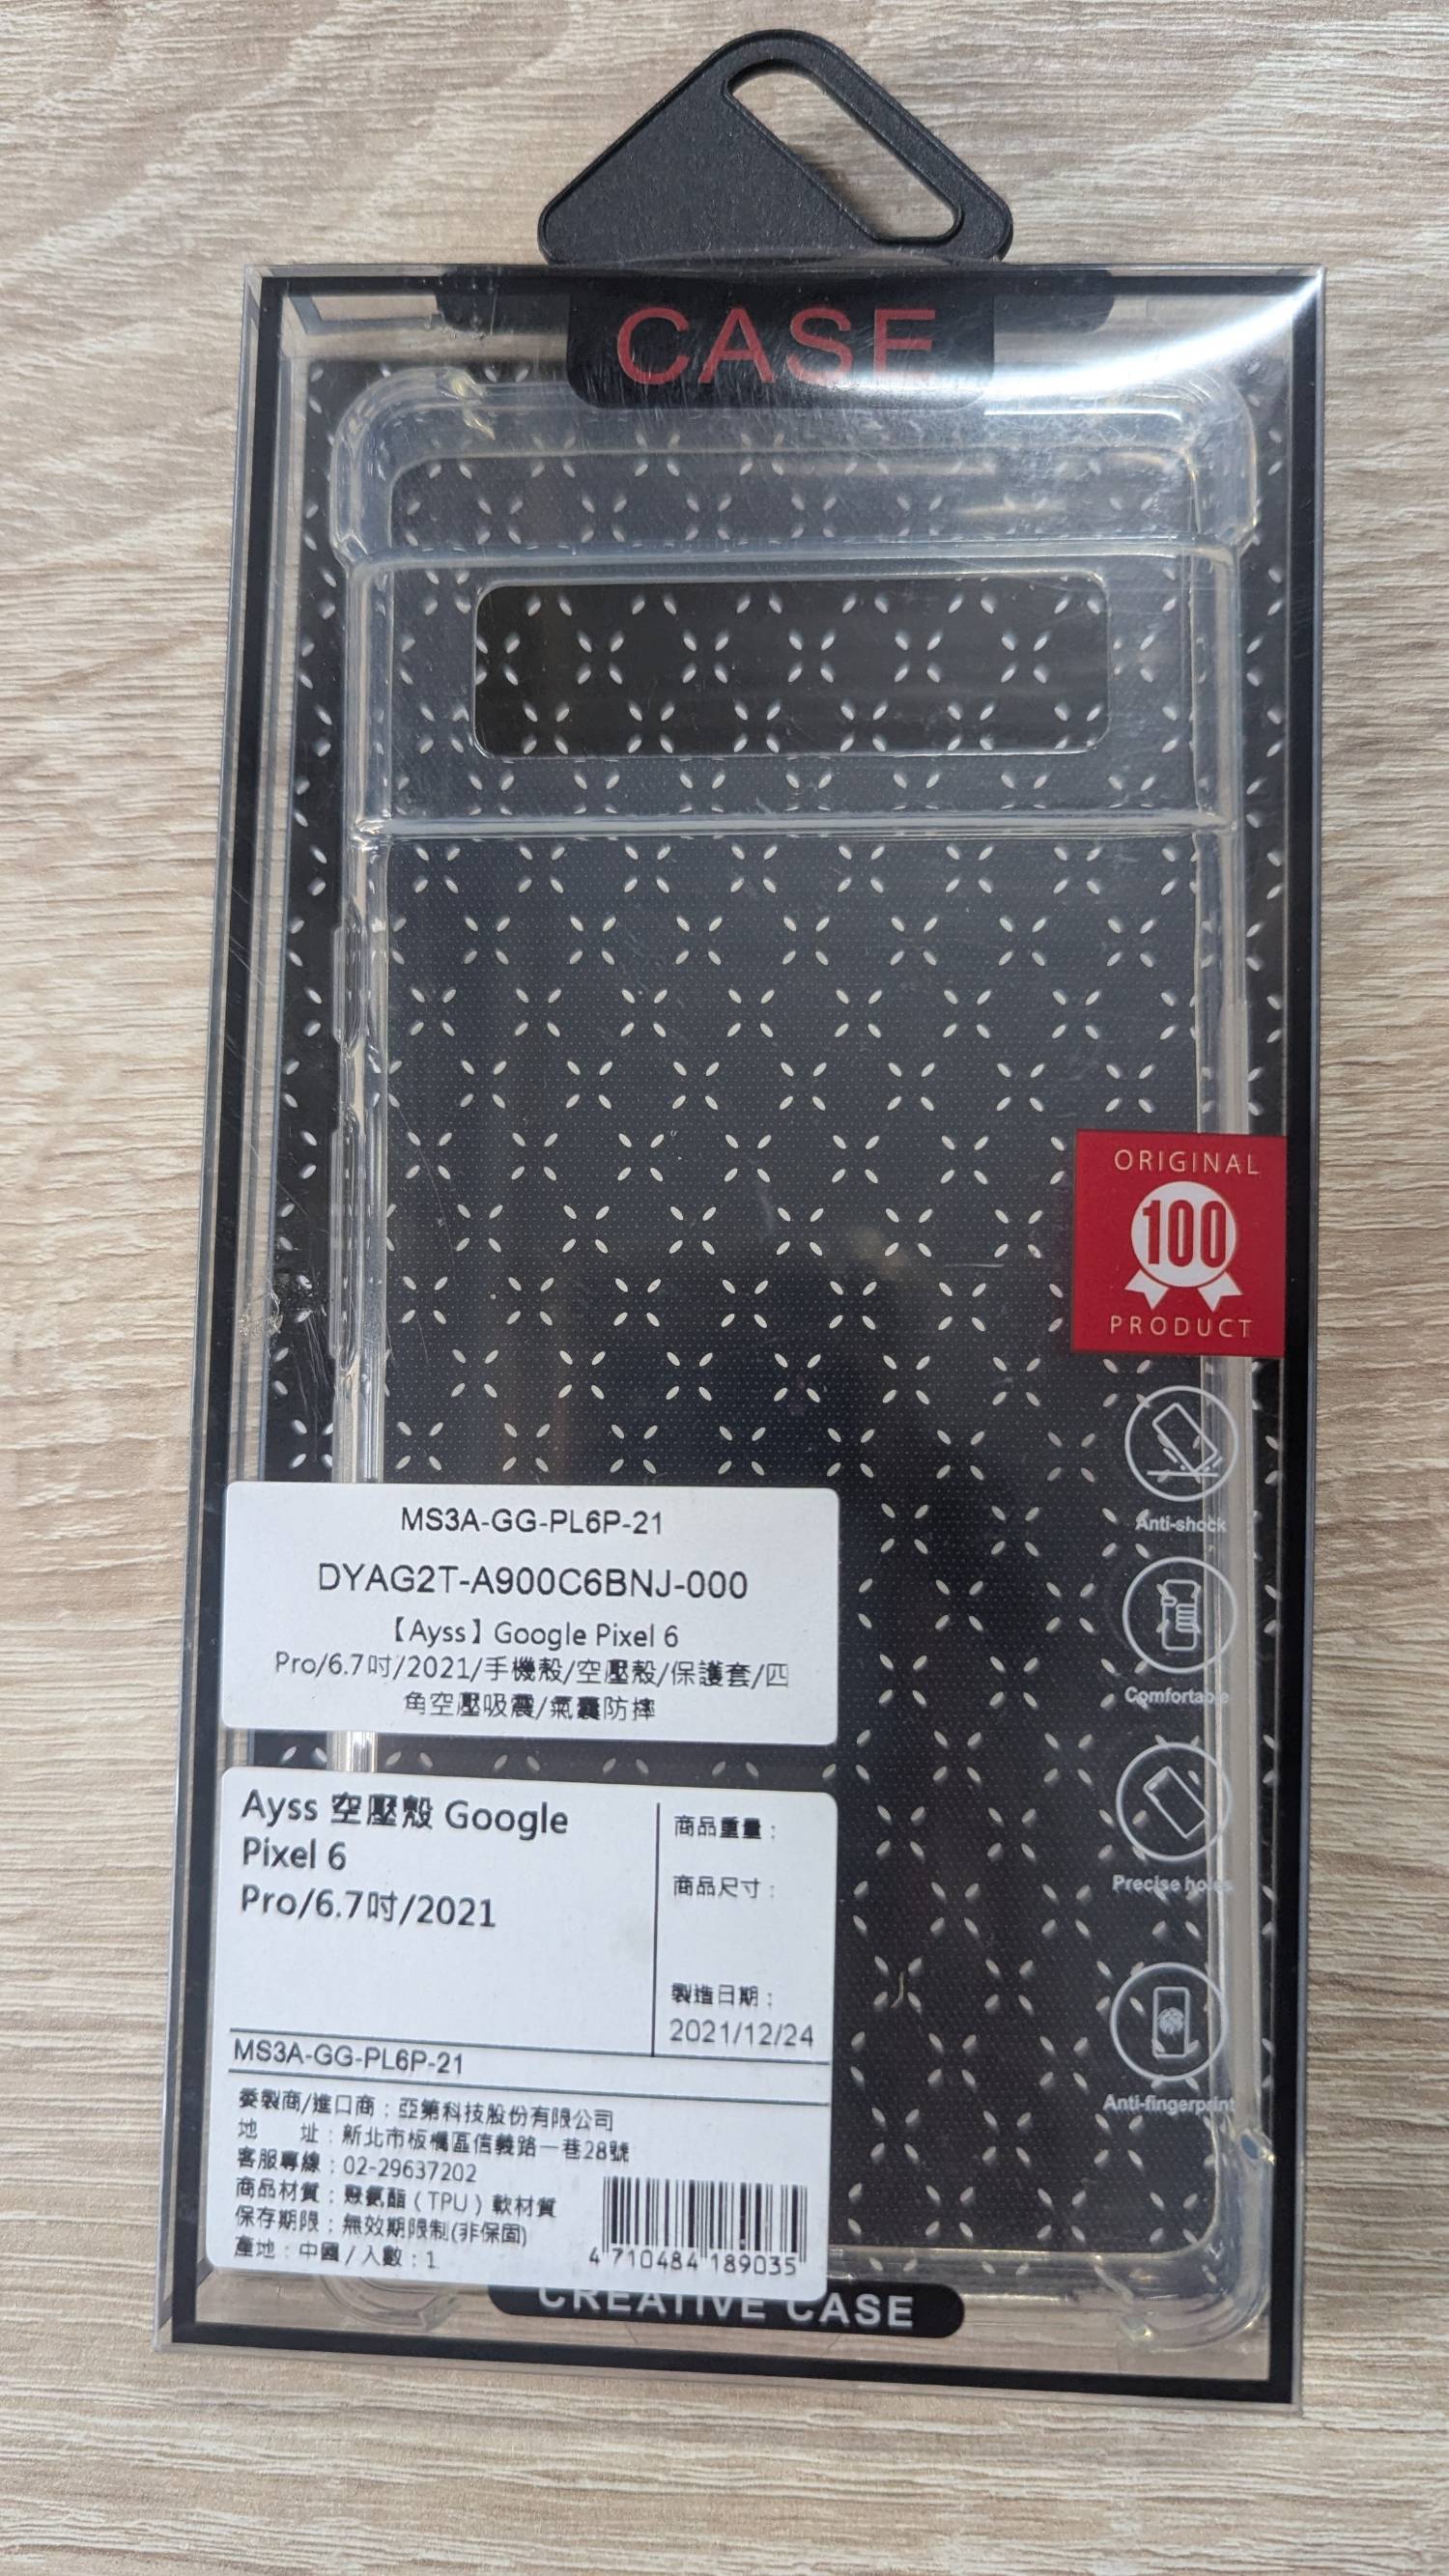 CASE
ORIGINAL
100
PRODUCT
Anti-shock
Comfortable
Precise holes
Anti-fingerprint
MS3A-GG-PL6P-21
DYAG2T-A900C6BNJ-000
【Ayss】Google Pixel 6
Pro/6.7吋/2021/手機殼/空壓殼/保護套/四
角空壓吸震/氣囊防摔
Ayss 空壓殼 Google
Pixel 6
Pro/6.7吋/2021
商品重量：
商品尺寸：
製造日期：
2021/12/24
MS3A-GG-PL6P-21
委製商/進口商：亞第科技股份有限公司
地 址：新北市板橋區信義路一巷28號
客服專線：02-29637202
商品材質：聚氨酯（TPU）軟材質
保存期限：無效期限制(非保固)
產地：中國/入數：1
4 710484 189035
CREATIVE CASE